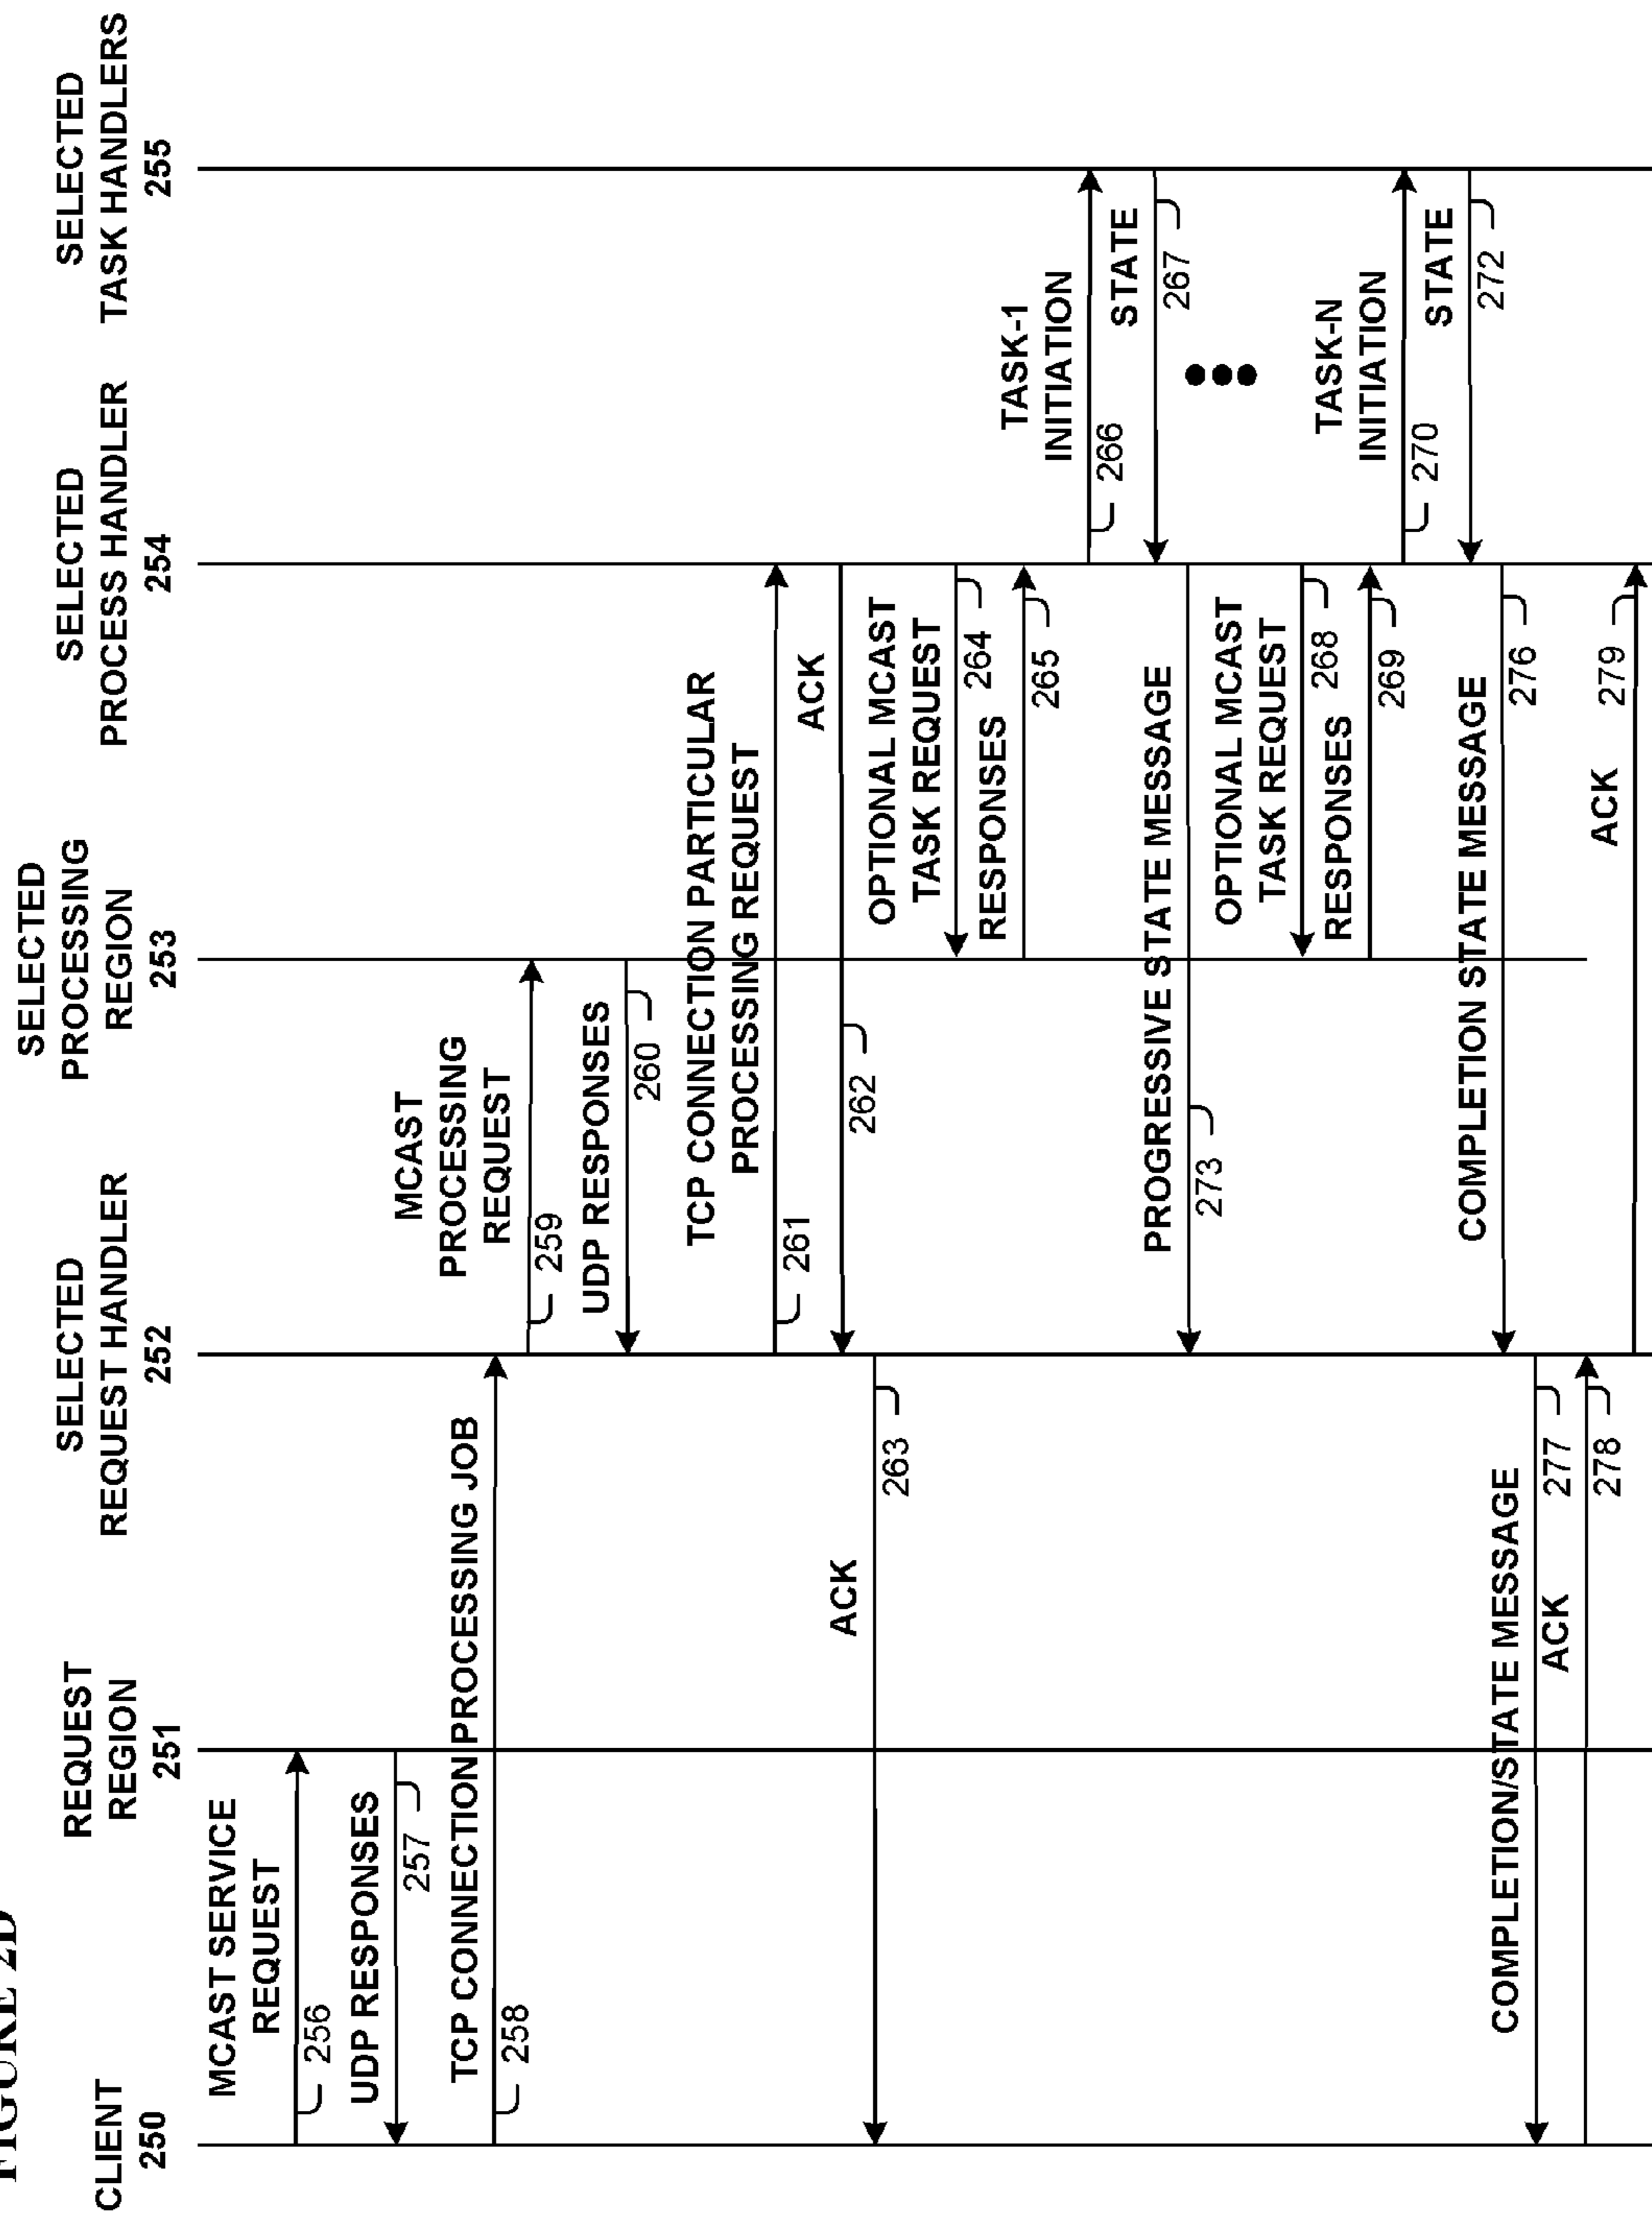 FIGURE 2D
CLIENT
250
REQUEST
REGION
251
SELECTED
REQUEST HANDLER
252
SELECTED
PROCESSING
REGION
253
SELECTED
PROCESS HANDLER
254
SELECTED
TASK HANDLERS
255
MCAST SERVICE
REQUEST
256
UDP RESPONSES
257
TCP CONNECTION PROCESSING JOB
258
MCAST
PROCESSING
REQUEST
259
UDP RESPONSES
260
TCP CONNECTION PARTICULAR
PROCESSING REQUEST
261
ACK
262
ACK
263
OPTIONAL MCAST
TASK REQUEST
264
RESPONSES
265
TASK-1
INITIATION
266
STATE
267
PROGRESSIVE STATE MESSAGE
273
OPTIONAL MCAST
TASK REQUEST
268
RESPONSES
269
TASK-N
INITIATION
270
STATE
272
COMPLETION STATE MESSAGE
276
COMPLETION/STATE MESSAGE
277
ACK
278
ACK
279